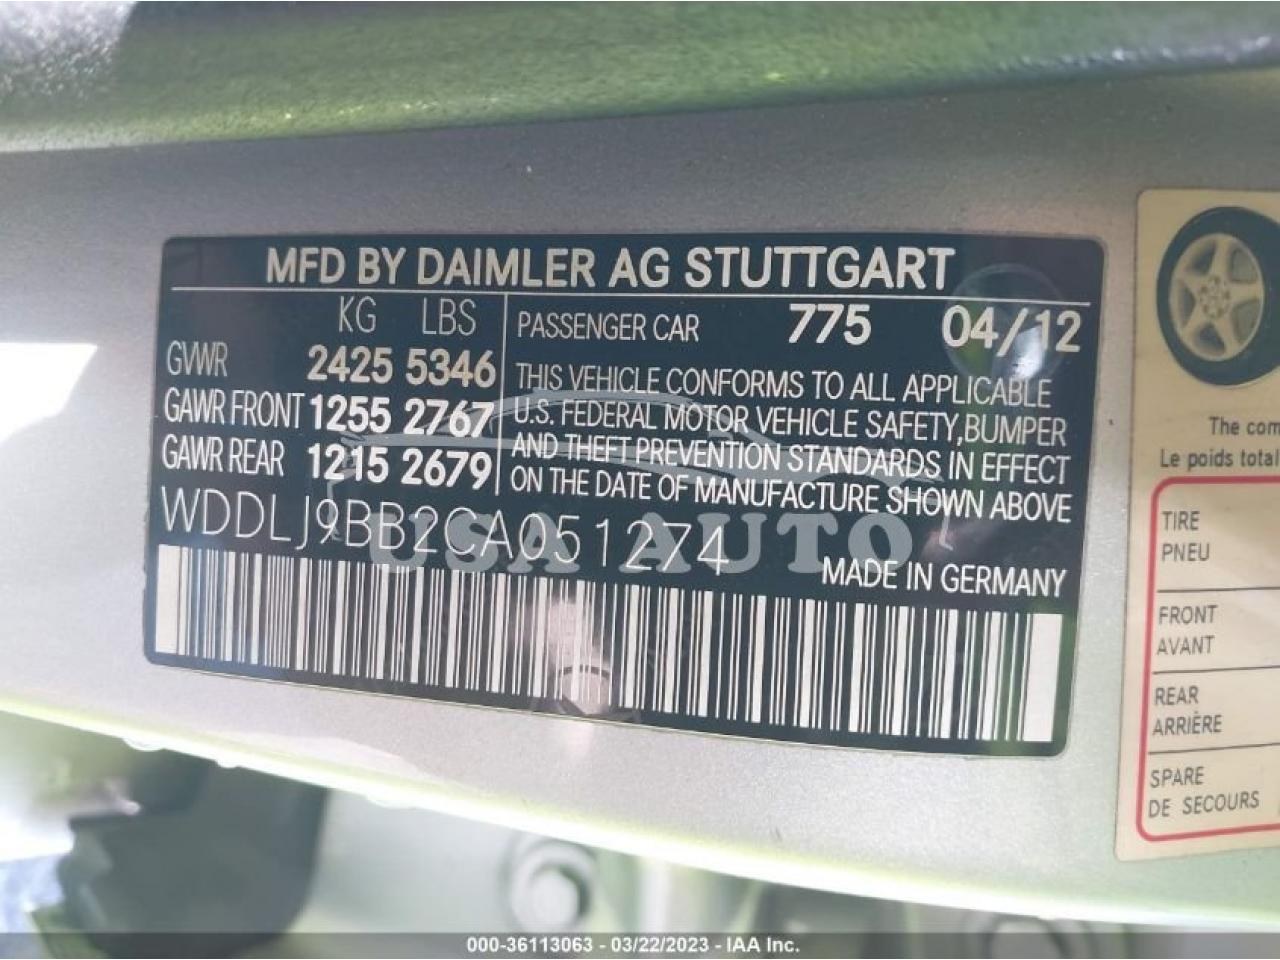 MFD BY DAIMLER AG STUTTGART
KG LBS
GVWR 2425 5346
GAWR FRONT 1255 2767
GAWR REAR 1215 2679
PASSENGER CAR 775 04/12
THIS VEHICLE CONFORMS TO ALL APPLICABLE
U.S. FEDERAL MOTOR VEHICLE SAFETY, BUMPER
AND THEFT PREVENTION STANDARDS IN EFFECT
ON THE DATE OF MANUFACTURE SHOWN ABOVE
WDDLJ9BB2CA051274
MADE IN GERMANY
USA AUTO
The com
Le poids total
TIRE
PNEU
FRONT
AVANT
REAR
ARRIÈRE
SPARE
DE SECOURS
000-36113063 - 03/22/2023 - IAA Inc.